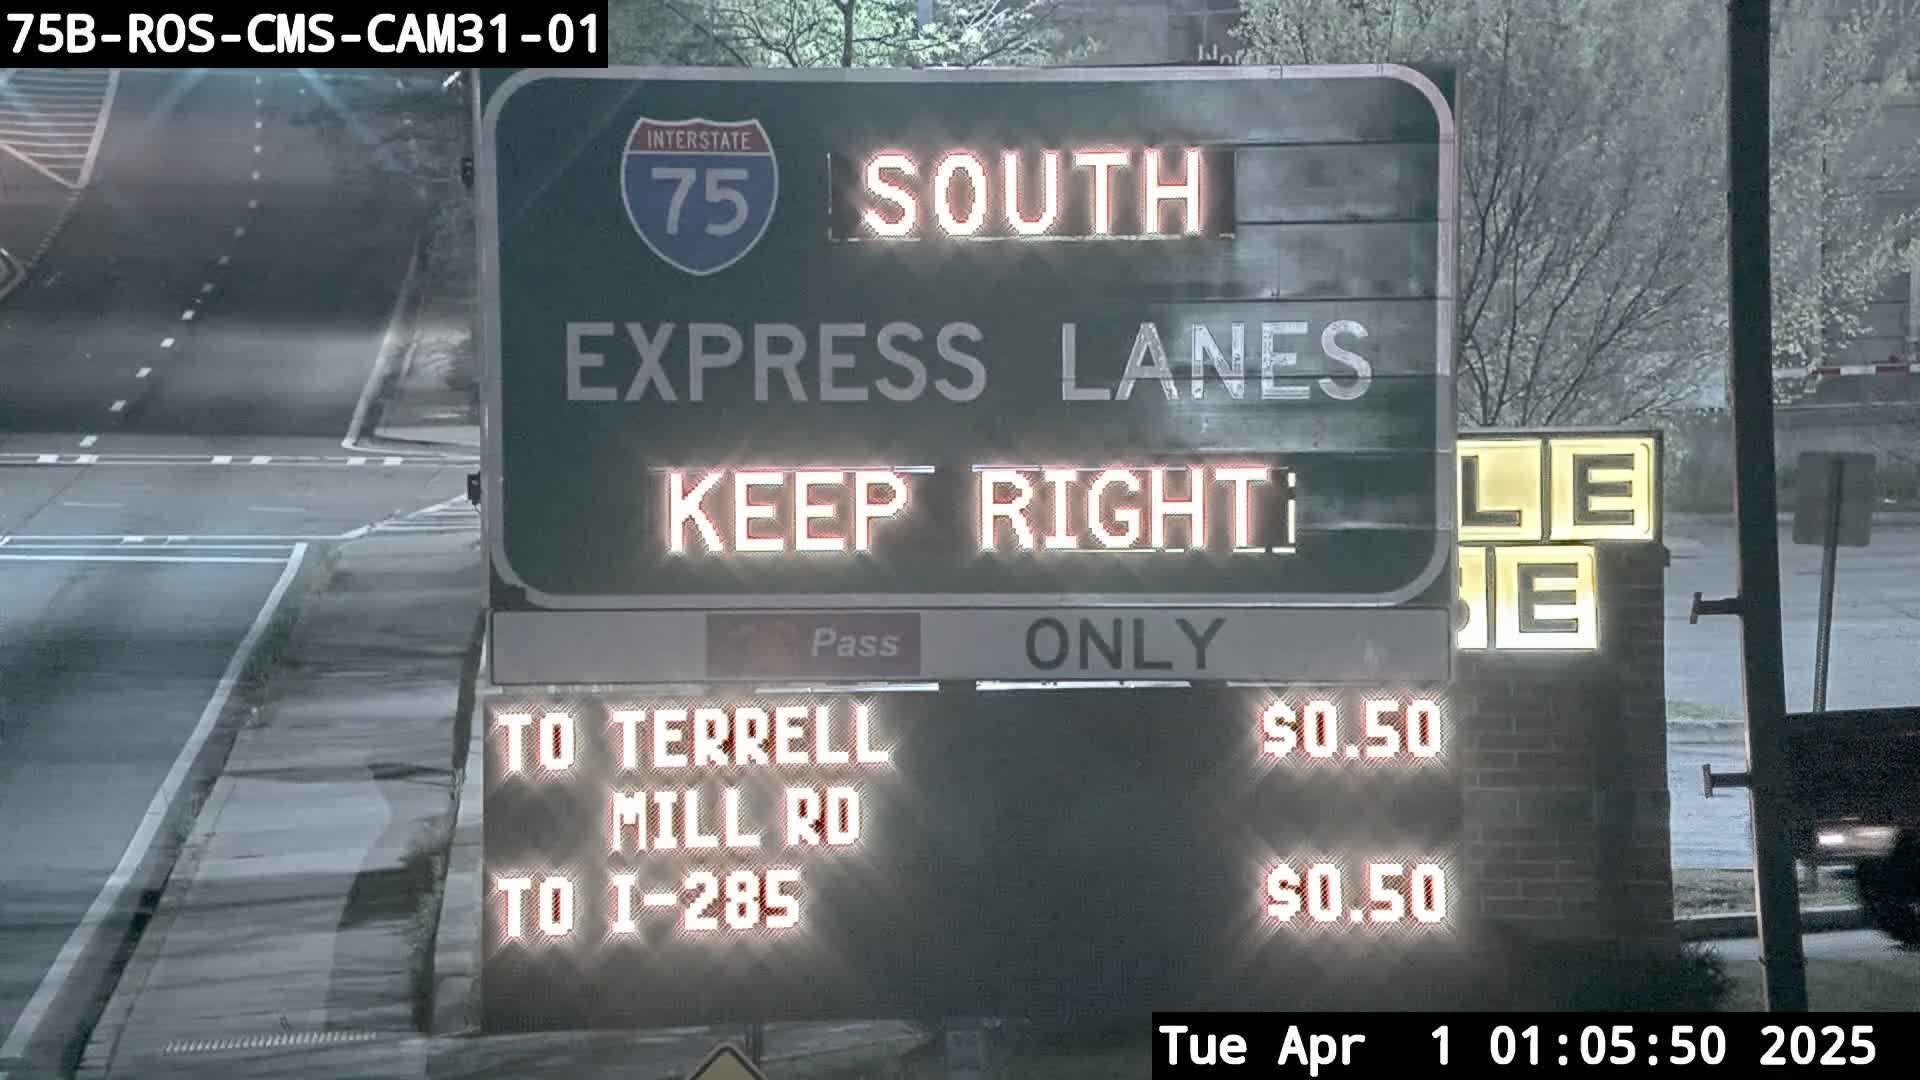 75B-ROS-CMS-CAM31-01
INTERSTATE
75
SOUTH
EXPRESS LANES
KEEP RIGHT
Pass ONLY
TO TERRELL $0.50
MILL RD
TO I-285 $0.50
LE
E
Tue Apr 1 01:05:50 2025